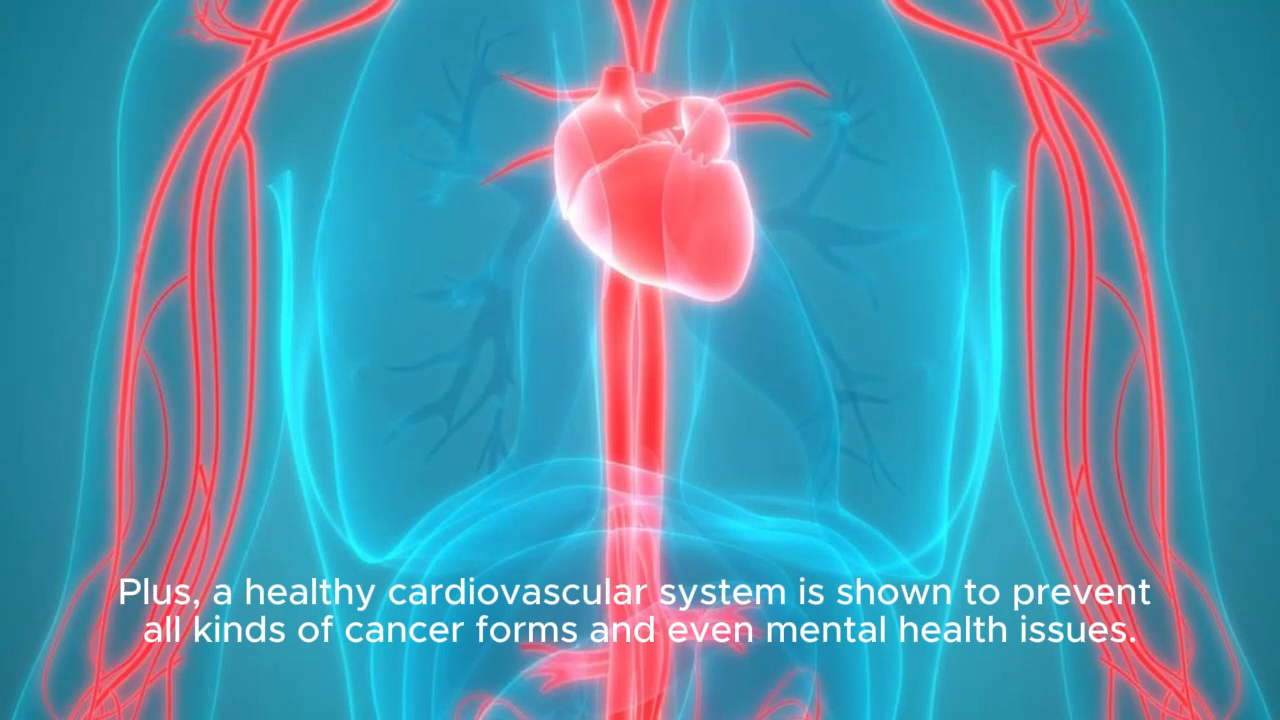 Plus, a healthy cardiovascular system is shown to prevent
all kinds of cancer forms and even mental health issues.